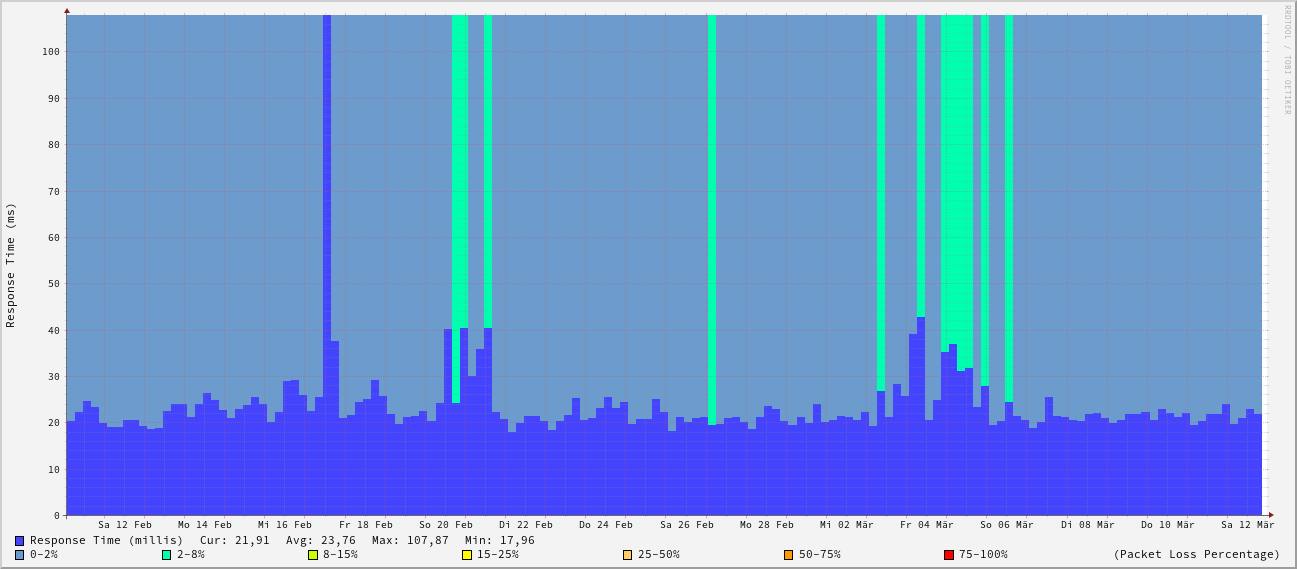 RRDTOOL / TOBI OETIKER
Response Time (ms)
100
90
80
70
60
50
40
30
20
10
0
Sa 12 Feb Mo 14 Feb Mi 16 Feb Fr 18 Feb So 20 Feb Di 22 Feb Do 24 Feb Sa 26 Feb Mo 28 Feb Mi 02 Mär Fr 04 Mär So 06 Mär Di 08 Mär Do 10 Mär Sa 12 Mär
Response Time (millis) Cur: 21,91 Avg: 23,76 Max: 107,87 Min: 17,96
0-2% 2-8% 8-15% 15-25% 25-50% 50-75% 75-100% (Packet Loss Percentage)